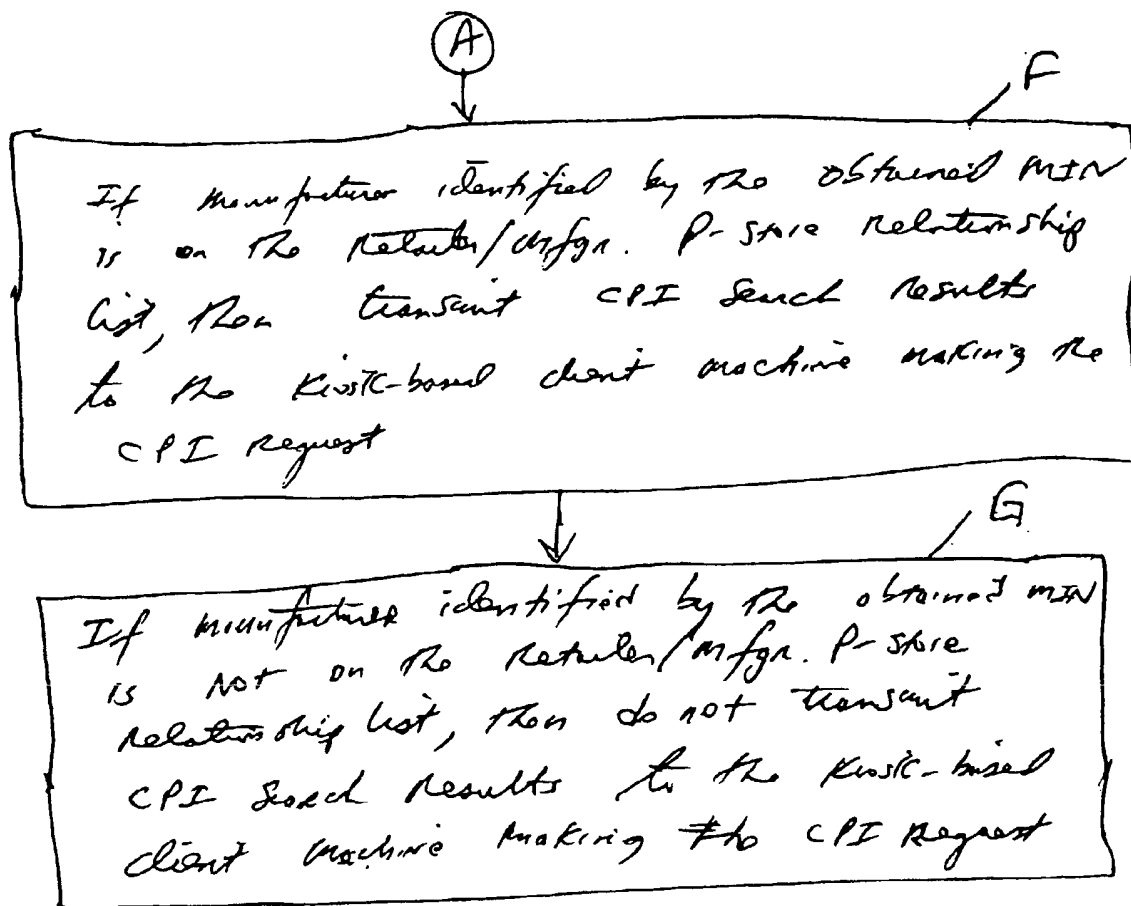 A
F
If manufacturer identified by the obtained MIN
is on the Retailer/Mfgr. P-store Relationship
list, then transmit CPI Search Results
to the Kiosk-based client machine making the
CPI Request
G
If manufacturer identified by the obtained MIN
is Not on the Retailer/Mfgr. P-store
Relationship list, then do not transmit
CPI Search Results to the Kiosk-based
client machine making the CPI Request